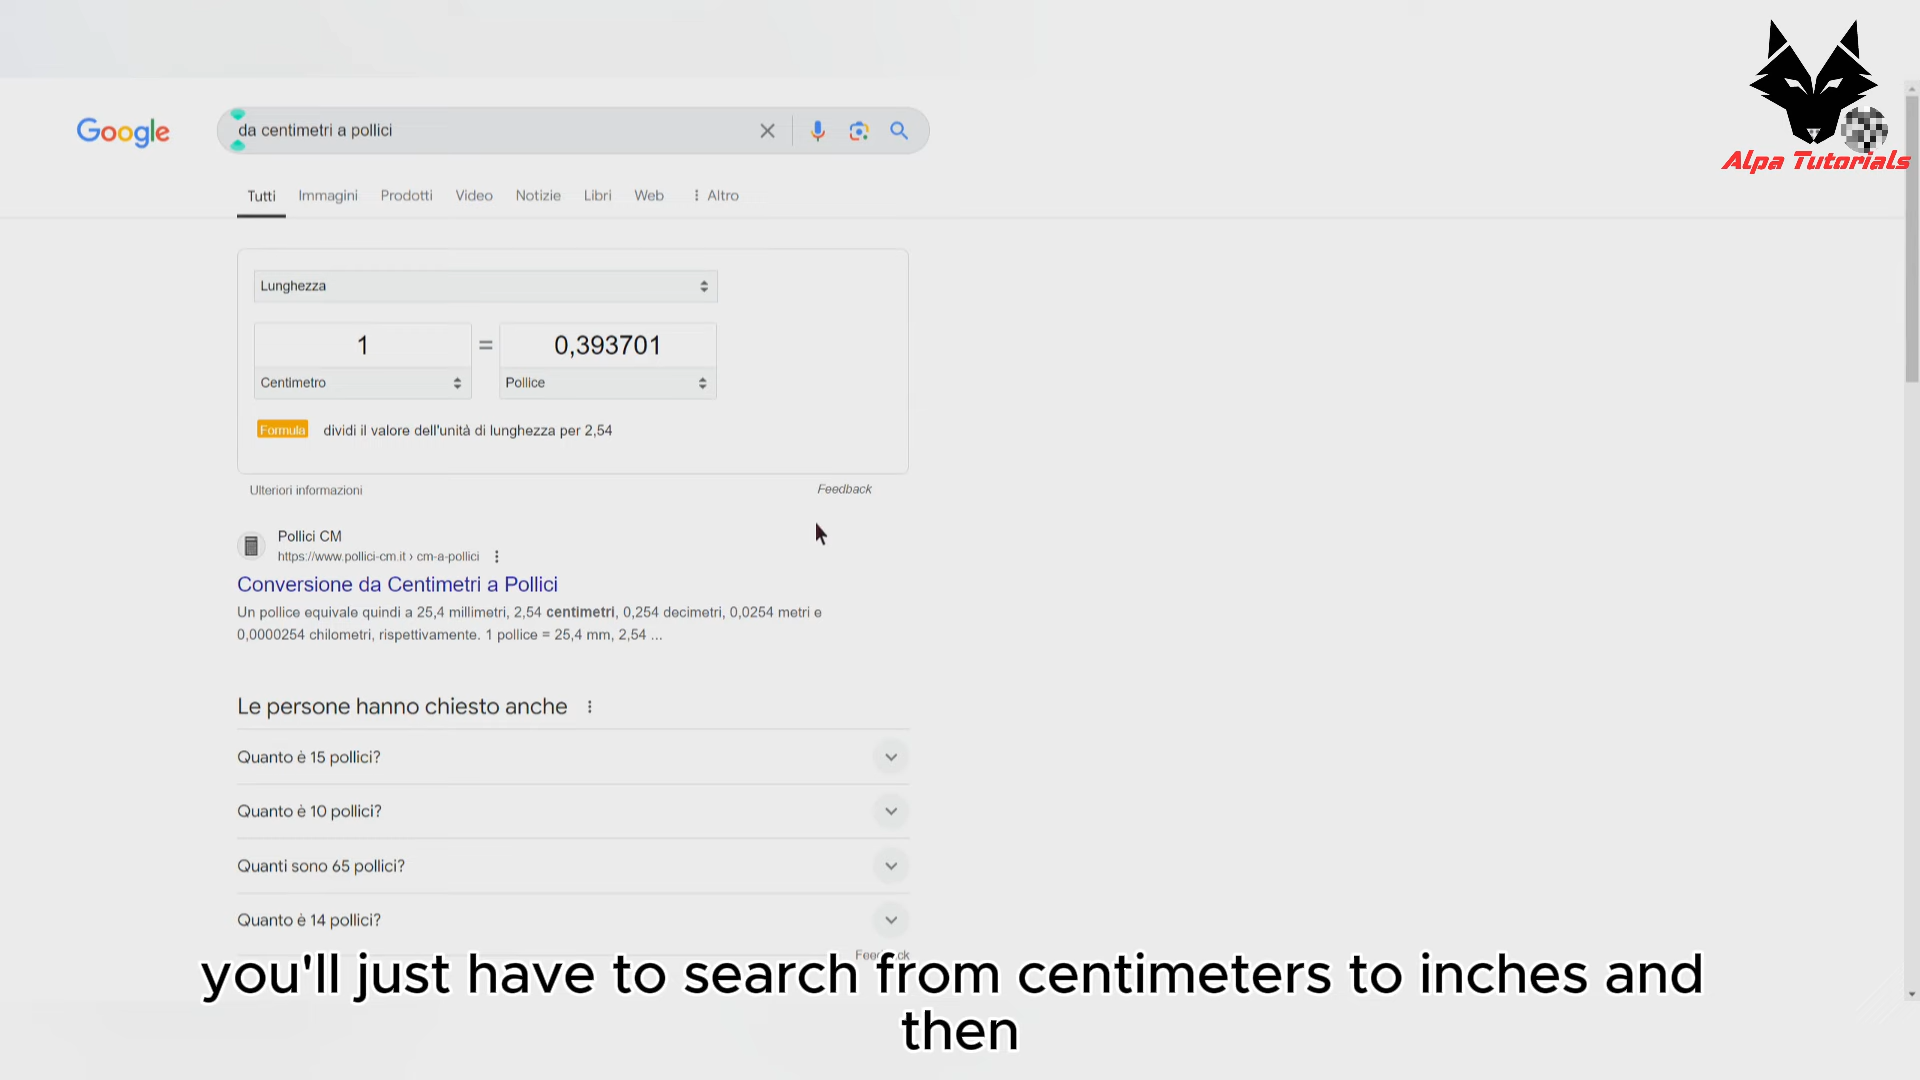 Alpa Tutorials
Google
da centimetri a pollici
Tutti Immagini Prodotti Video Notizie Libri Web Altro
Lunghezza
1 = 0,393701
Centimetro Pollice
Formula dividi il valore dell'unità di lunghezza per 2,54
Ulteriori informazioni Feedback
Pollici CM
https://www.pollici-cm.it › cm-a-pollici
Conversione da Centimetri a Pollici
Un pollice equivale quindi a 25,4 millimetri, 2,54 centimetri, 0,254 decimetri, 0,0254 metri e
0,0000254 chilometri, rispettivamente. 1 pollice = 25,4 mm, 2,54 ...
Le persone hanno chiesto anche
Quanto è 15 pollici?
Quanto è 10 pollici?
Quanti sono 65 pollici?
Quanto è 14 pollici?
you'll just have to search from centimeters to inches and
then